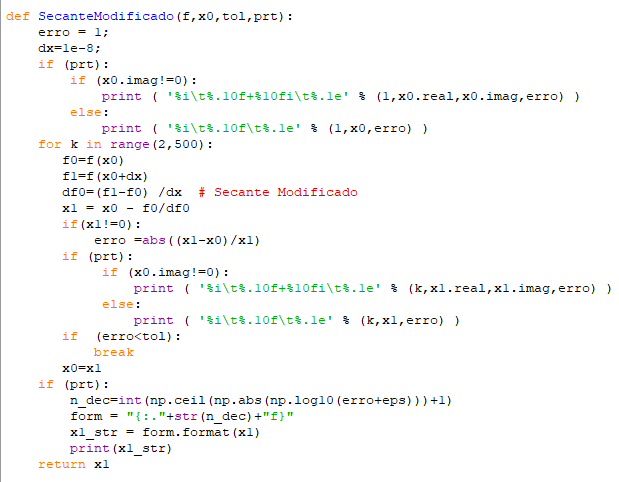 def SecanteModificado(f,x0,tol,prt):
    erro = 1;
    dx=1e-8;
    if (prt):
        if (x0.imag!=0):
            print ( '%i\t%.10f+%10fi\t%.1e' % (1,x0.real,x0.imag,erro) )
        else:
            print ( '%i\t%.10f\t%.1e' % (1,x0,erro) )
    for k in range(2,500):
       f0=f(x0)
       f1=f(x0+dx)
       df0=(f1-f0) /dx  # Secante Modificado
       x1 = x0 - f0/df0
       if(x1!=0):
           erro =abs((x1-x0)/x1)
       if (prt):
            if (x0.imag!=0):
                print ( '%i\t%.10f+%10fi\t%.1e' % (k,x1.real,x1.imag,erro) )
            else:
                print ( '%i\t%.10f\t%.1e' % (k,x1,erro) )
       if  (erro<tol):
           break
       x0=x1
    if (prt):
        n_dec=int(np.ceil(np.abs(np.log10(erro+eps)))+1)
        form = "{:."+str(n_dec)+"f}"
        x1_str = form.format(x1)
        print(x1_str)
    return x1